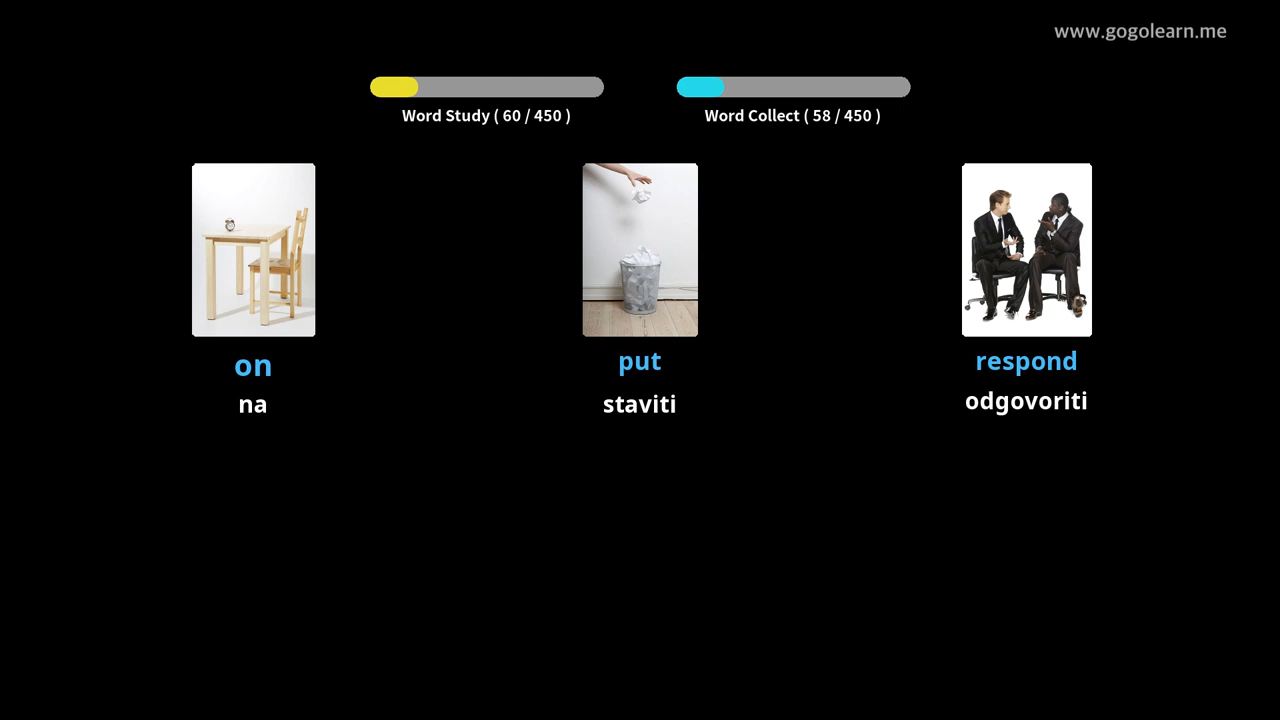 www.gogolearn.me
Word Study ( 60 / 450 )
Word Collect ( 58 / 450 )
on
na
put
staviti
respond
odgovoriti